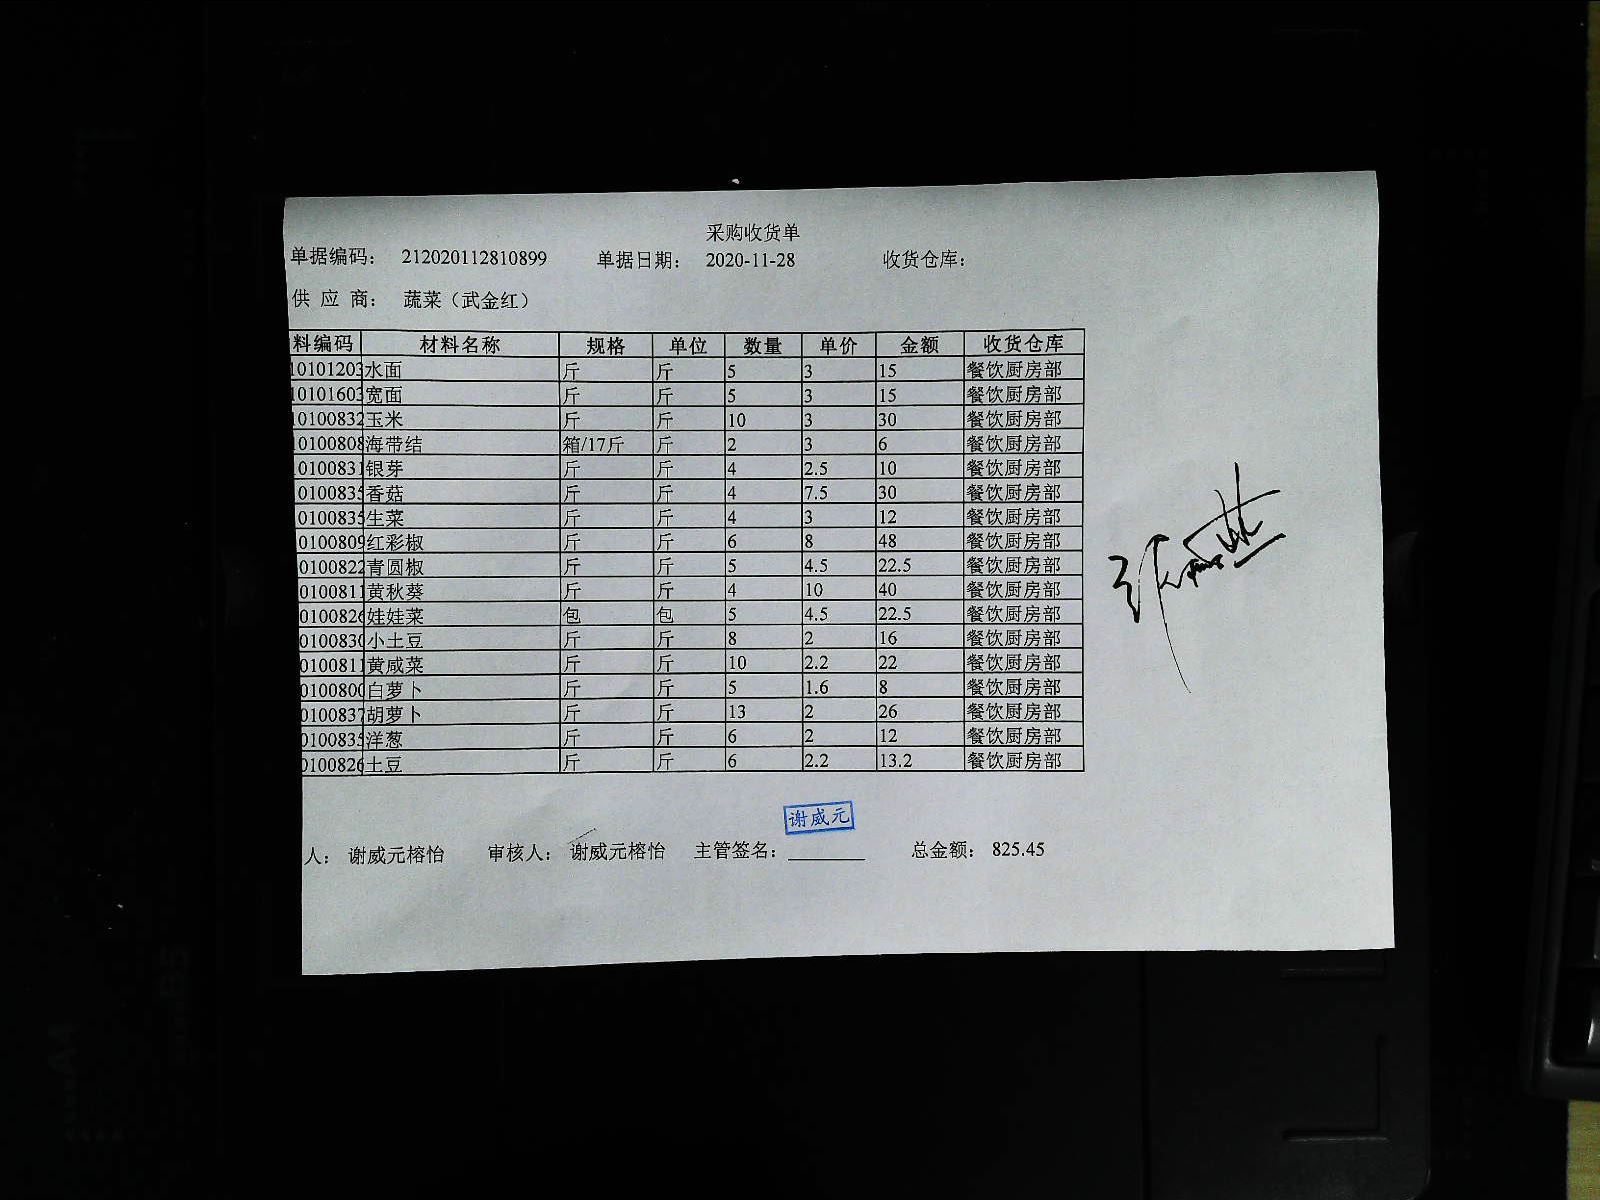 采购收货单
单据编码： 212020112810899 单据日期： 2020-11-28 收货仓库：
供 应 商： 蔬菜（武金红）
料编码 材料名称 规格 单位 数量 单价 金额 收货仓库
10101203 水面 斤 斤 5 3 15 餐饮厨房部
10101603 宽面 斤 斤 5 3 15 餐饮厨房部
10100832 玉米 斤 斤 10 3 30 餐饮厨房部
10100808 海带结 箱/17斤 斤 2 3 6 餐饮厨房部
0100831 银芽 斤 斤 4 2.5 10 餐饮厨房部
0100835 香菇 斤 斤 4 7.5 30 餐饮厨房部
0100835 生菜 斤 斤 4 3 12 餐饮厨房部
0100809 红彩椒 斤 斤 6 8 48 餐饮厨房部
0100822 青圆椒 斤 斤 5 4.5 22.5 餐饮厨房部
0100811 黄秋葵 斤 斤 4 10 40 餐饮厨房部
0100826 娃娃菜 包 包 5 4.5 22.5 餐饮厨房部
0100830 小土豆 斤 斤 8 2 16 餐饮厨房部
0100811 黄咸菜 斤 斤 10 2.2 22 餐饮厨房部
0100800 白萝卜 斤 斤 5 1.6 8 餐饮厨房部
0100837 胡萝卜 斤 斤 13 2 26 餐饮厨房部
0100835 洋葱 斤 斤 6 2 12 餐饮厨房部
0100826 土豆 斤 斤 6 2.2 13.2 餐饮厨房部
谢威元
人： 谢威元榕怡 审核人： 谢威元榕怡 主管签名： 总金额： 825.45